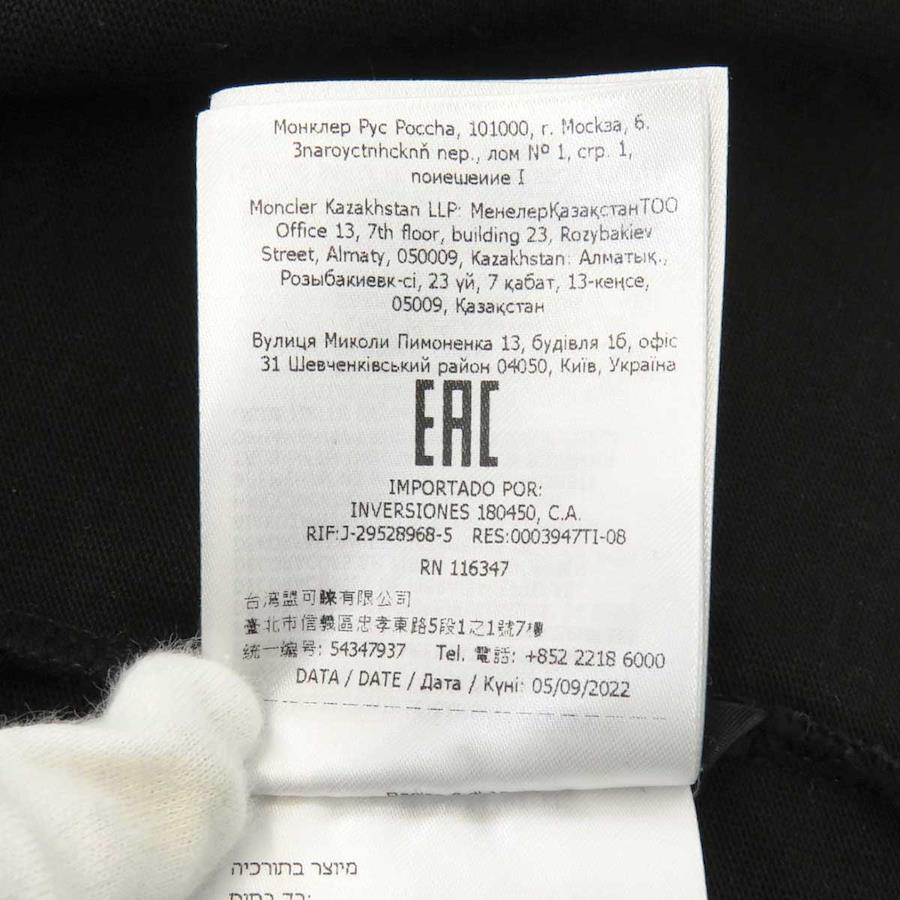 Монклер Рус Poccha, 101000, г. Москза, б.
Зnaroyctnhcknň пер., лом № 1, стр. 1,
поиешеиие I
Moncler Kazakhstan LLP: МенелерҚазақстанТОО
Office 13, 7th floor, building 23, Rozybakiev
Street, Almaty, 050009, Kazakhstan: Алматық.,
Розыбакиевк-сі, 23 үй, 7 қабат, 13-кеңсе,
05009, Қазақстан
Вулиця Миколи Пимоненка 13, будівля 1б, офіс
31 Шевченківський район 04050, Київ, Україна
EAC
IMPORTADO POR:
INVERSIONES 180450, C.A.
RIF:J-29528968-5 RES:0003947TI-08
RN 116347
台湾盟可睞有限公司
臺北市信義區忠孝東路5段1之1號7樓
统一编号: 54347937 Tel. 電話: +852 2218 6000
DATA / DATE / Дата / Күні: 05/09/2022
מיוצר בתורכיה